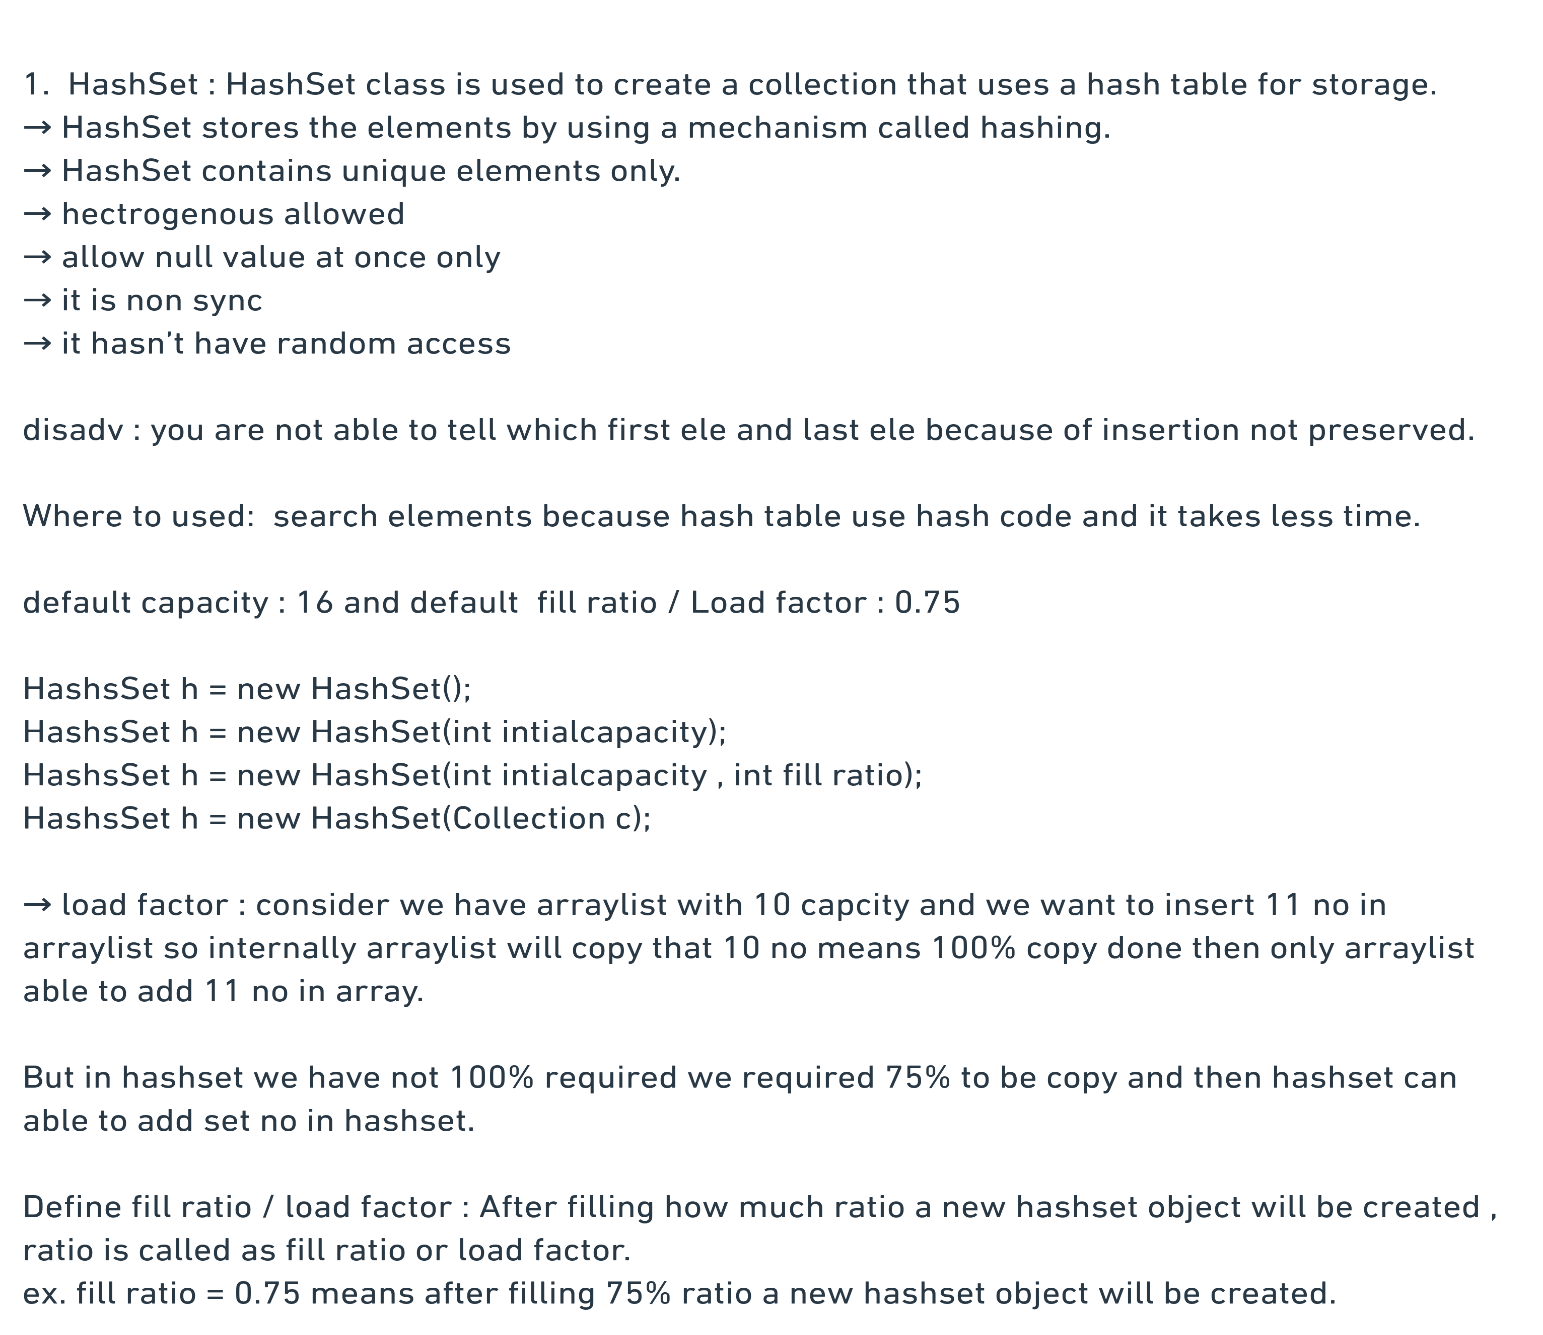 1.  HashSet : HashSet class is used to create a collection that uses a hash table for storage.
→ HashSet stores the elements by using a mechanism called hashing.
→ HashSet contains unique elements only.
→ hectrogenous allowed
→ allow null value at once only
→ it is non sync
→ it hasn't have random access
disadv : you are not able to tell which first ele and last ele because of insertion not preserved.
Where to used:  search elements because hash table use hash code and it takes less time.
default capacity : 16 and default  fill ratio / Load factor : 0.75
HashsSet h = new HashSet();
HashsSet h = new HashSet(int intialcapacity);
HashsSet h = new HashSet(int intialcapacity , int fill ratio);
HashsSet h = new HashSet(Collection c);
→ load factor : consider we have arraylist with 10 capcity and we want to insert 11 no in
arraylist so internally arraylist will copy that 10 no means 100% copy done then only arraylist
able to add 11 no in array.
But in hashset we have not 100% required we required 75% to be copy and then hashset can
able to add set no in hashset.
Define fill ratio / load factor : After filling how much ratio a new hashset object will be created ,
ratio is called as fill ratio or load factor.
ex. fill ratio = 0.75 means after filling 75% ratio a new hashset object will be created.